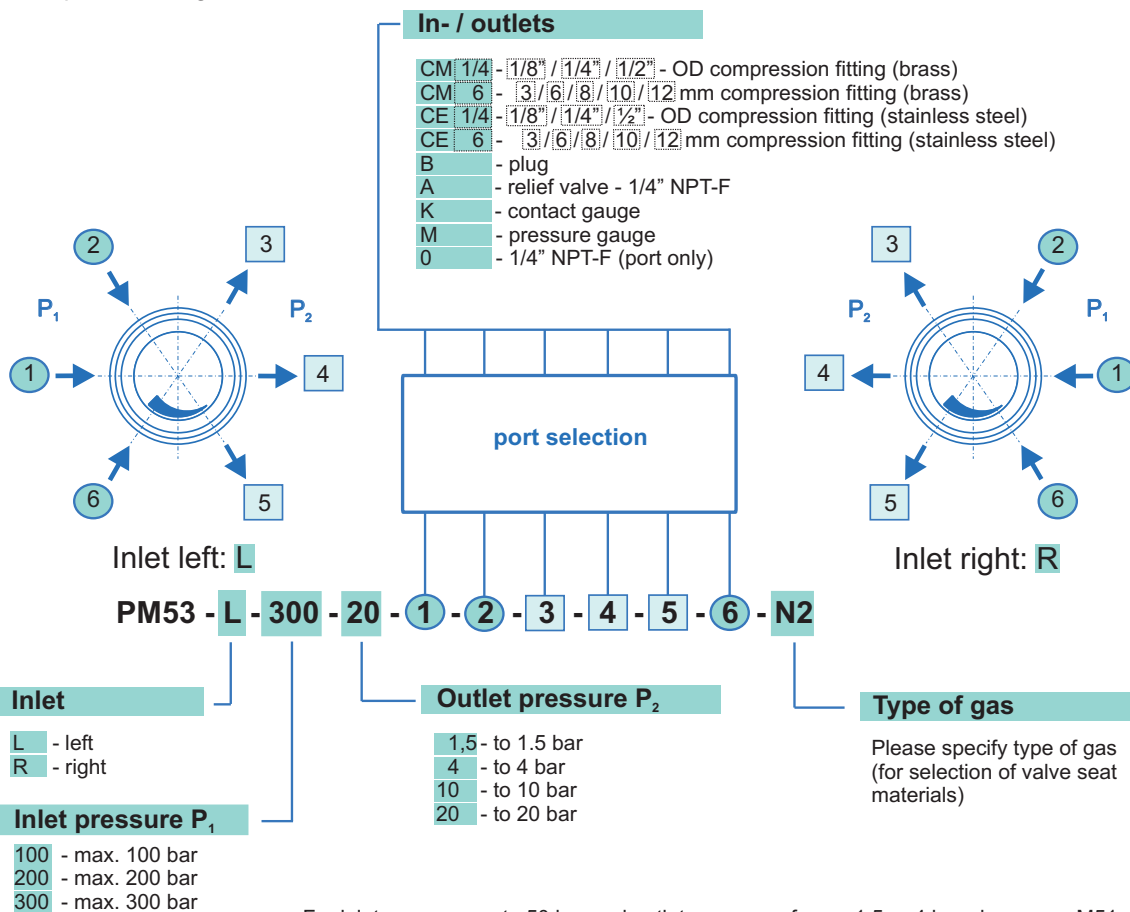 In- / outlets
CM 1/4 - 1/8” / 1/4” / 1/2” - OD compression fitting (brass)
CM 6 - 3 / 6 / 8 / 10 / 12 mm compression fitting (brass)
CE 1/4 - 1/8” / 1/4” / ½” - OD compression fitting (stainless steel)
CE 6 - 3 / 6 / 8 / 10 / 12 mm compression fitting (stainless steel)
B - plug
A - relief valve - 1/4” NPT-F
K - contact gauge
M - pressure gauge
0 - 1/4” NPT-F (port only)
2
3
P₁
P₂
1
4
6
5
Inlet left: L
port selection
3
2
P₂
P₁
4
1
5
6
Inlet right: R
PM53 - L - 300 - 20 - 1 - 2 - 3 - 4 - 5 - 6 - N2
Inlet
L - left
R - right
Inlet pressure P₁
100 - max. 100 bar
200 - max. 200 bar
300 - max. 300 bar
Outlet pressure P₂
1,5 - to 1.5 bar
4 - to 4 bar
10 - to 10 bar
20 - to 20 bar
Type of gas
Please specify type of gas
(for selection of valve seat
materials)